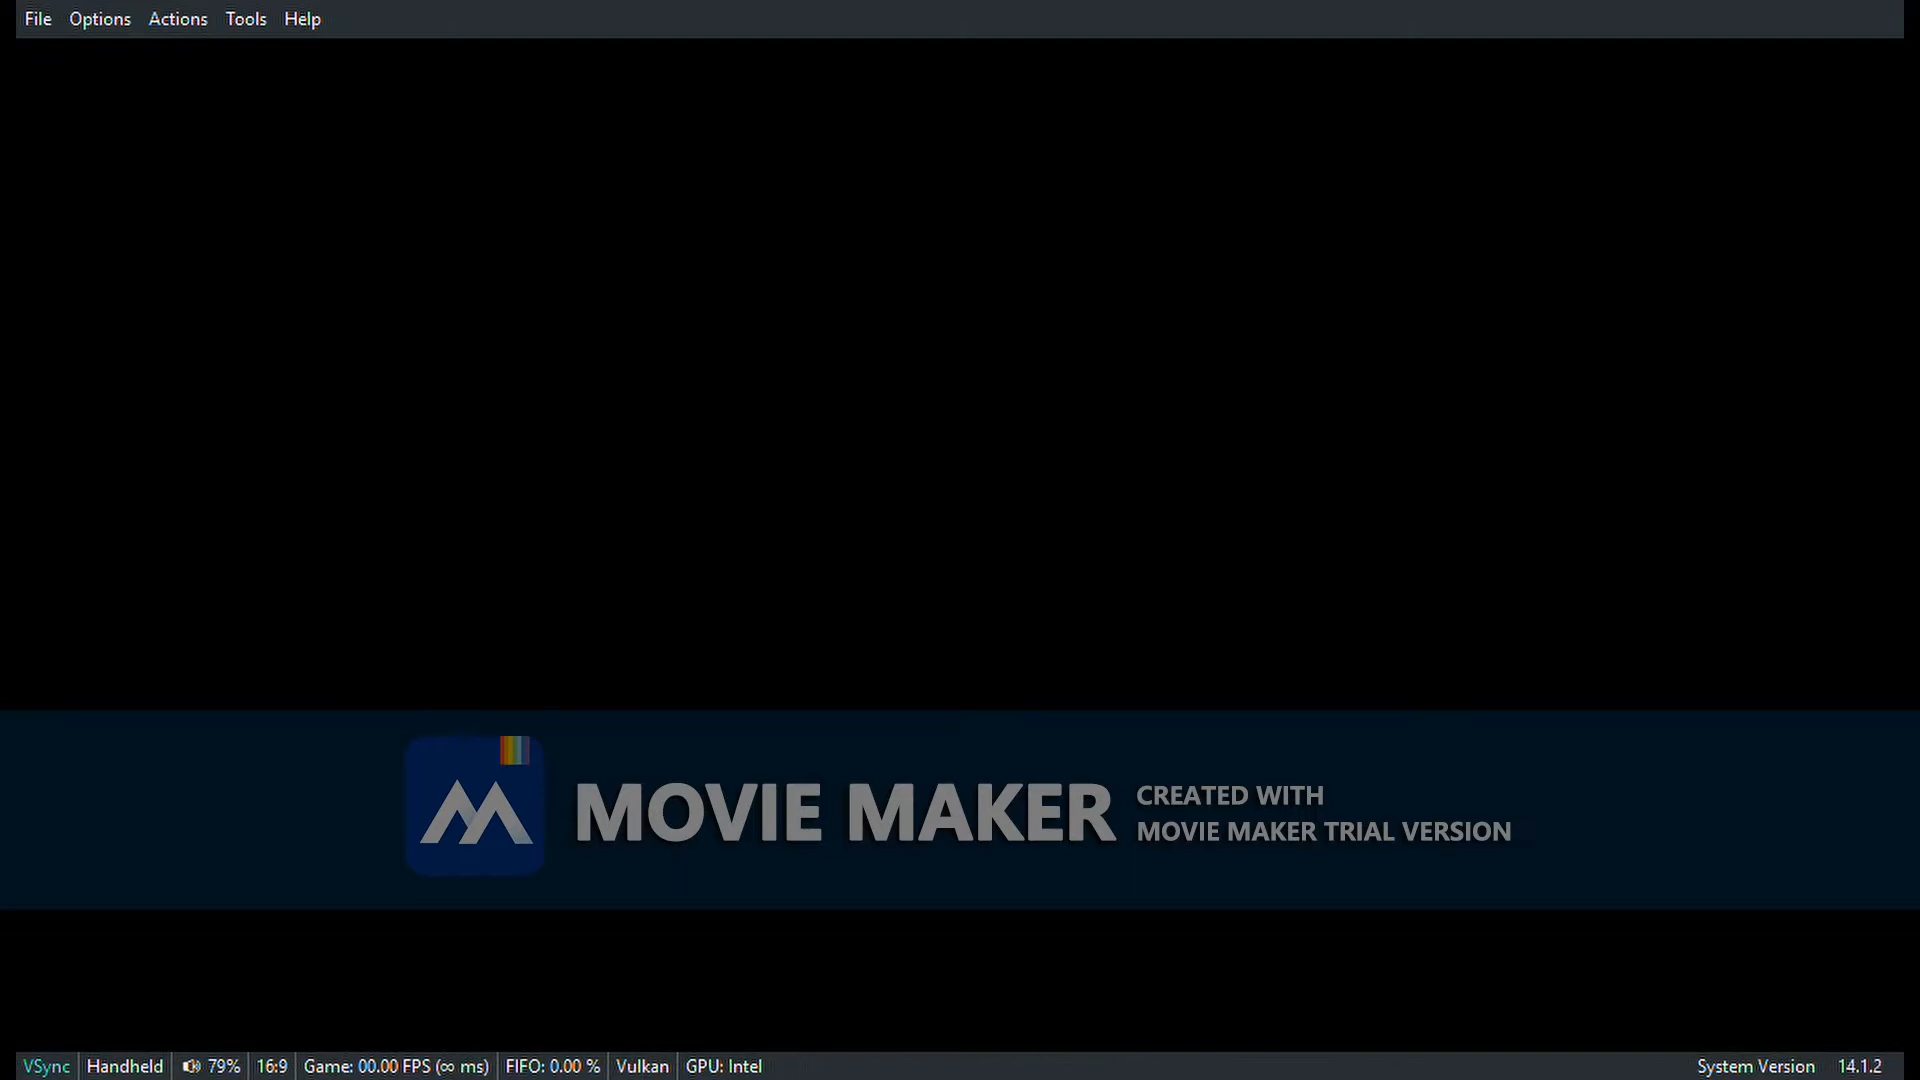 File Options Actions Tools Help
MOVIE MAKER
CREATED WITH
MOVIE MAKER TRIAL VERSION
VSync Handheld 79% 16:9 Game: 00.00 FPS (∞ ms) FIFO: 0.00 % Vulkan GPU: Intel System Version 14.1.2